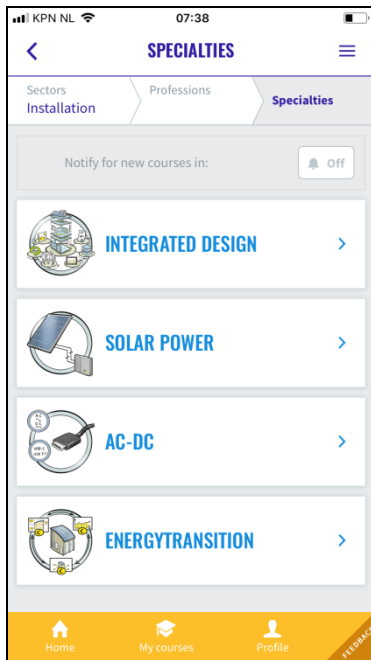 KPN NL 07:38
SPECIALTIES
Sectors
Installation
Professions
Specialties
Notify for new courses in:
Off
INTEGRATED DESIGN
SOLAR POWER
AC-DC
ENERGYTRANSITION
Home
My courses
Profile
FEEDBACK